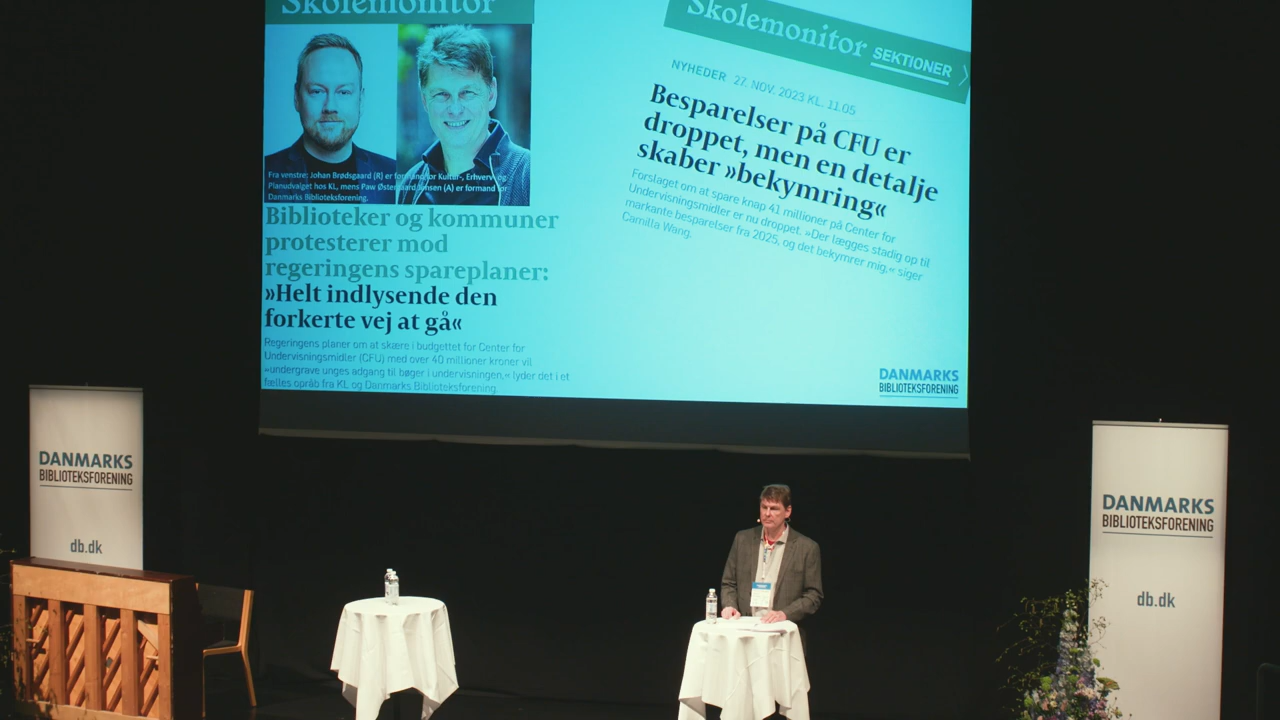 Skolemonitor
Fra venstre: Johan Brødsgaard (R) er formand for Kultur-, Erhverv- og
Planudvalget hos KL, mens Paw Østergaard Jensen (A) er formand for
Danmarks Biblioteksforening.
Biblioteker og kommuner
protesterer mod
regeringens spareplaner:
»Helt indlysende den
forkerte vej at gå«
Regeringens planer om at skære i budgettet for Center for
Undervisningsmidler (CFU) med over 40 millioner kroner vil
»undergrave unges adgang til bøger i undervisningen,« lyder det i et
fælles opråb fra KL og Danmarks Biblioteksforening.
Skolemonitor SEKTIONER
NYHEDER 27. NOV. 2023 KL. 11.05
Besparelser på CFU er
droppet, men en detalje
skaber »bekymring«
Forslaget om at spare knap 41 millioner på Center for
Undervisningsmidler er nu droppet. »Der lægges stadig op til
markante besparelser fra 2025, og det bekymrer mig,« siger
Camilla Wang.
DANMARKS
BIBLIOTEKSFORENING
DANMARKS
BIBLIOTEKSFORENING
db.dk
DANMARKS
BIBLIOTEKSFORENING
db.dk